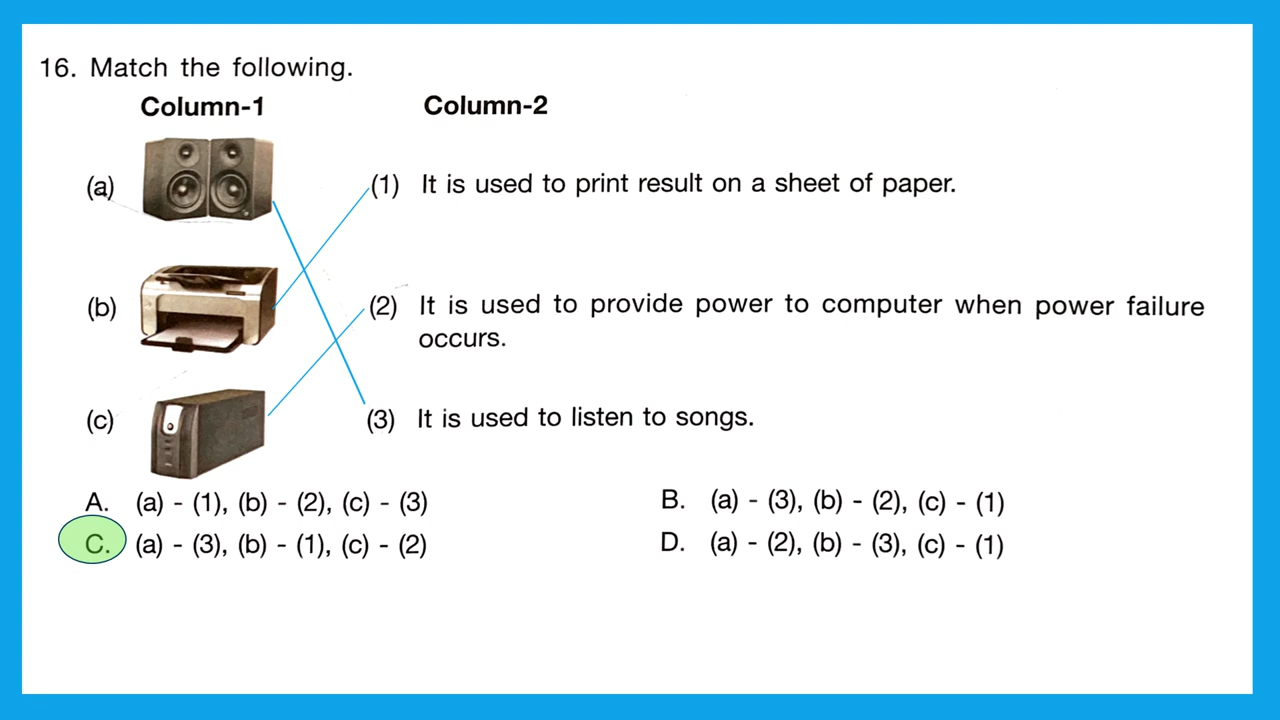 16. Match the following.
Column-1 Column-2
(a) (1) It is used to print result on a sheet of paper.
(b) (2) It is used to provide power to computer when power failure
occurs.
(c) (3) It is used to listen to songs.
A. (a) - (1), (b) - (2), (c) - (3) B. (a) - (3), (b) - (2), (c) - (1)
C. (a) - (3), (b) - (1), (c) - (2) D. (a) - (2), (b) - (3), (c) - (1)